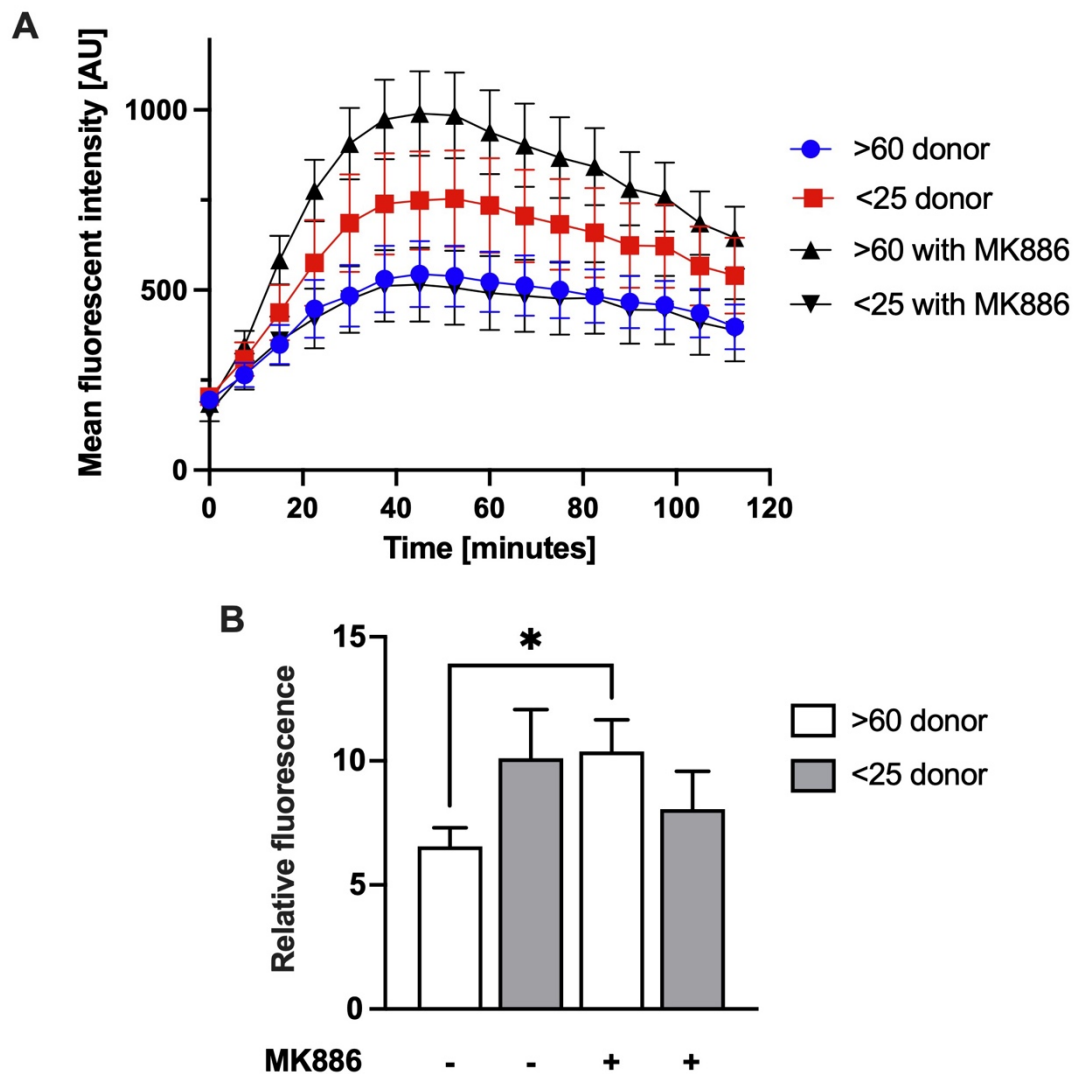 A
Mean fluorescent intensity [AU]
1000
500
0
0 20 40 60 80 100 120
Time [minutes]
>60 donor
<25 donor
>60 with MK886
<25 with MK886
B
Relative fluorescence
15
10
5
0
*
>60 donor
<25 donor
MK886 - - + +